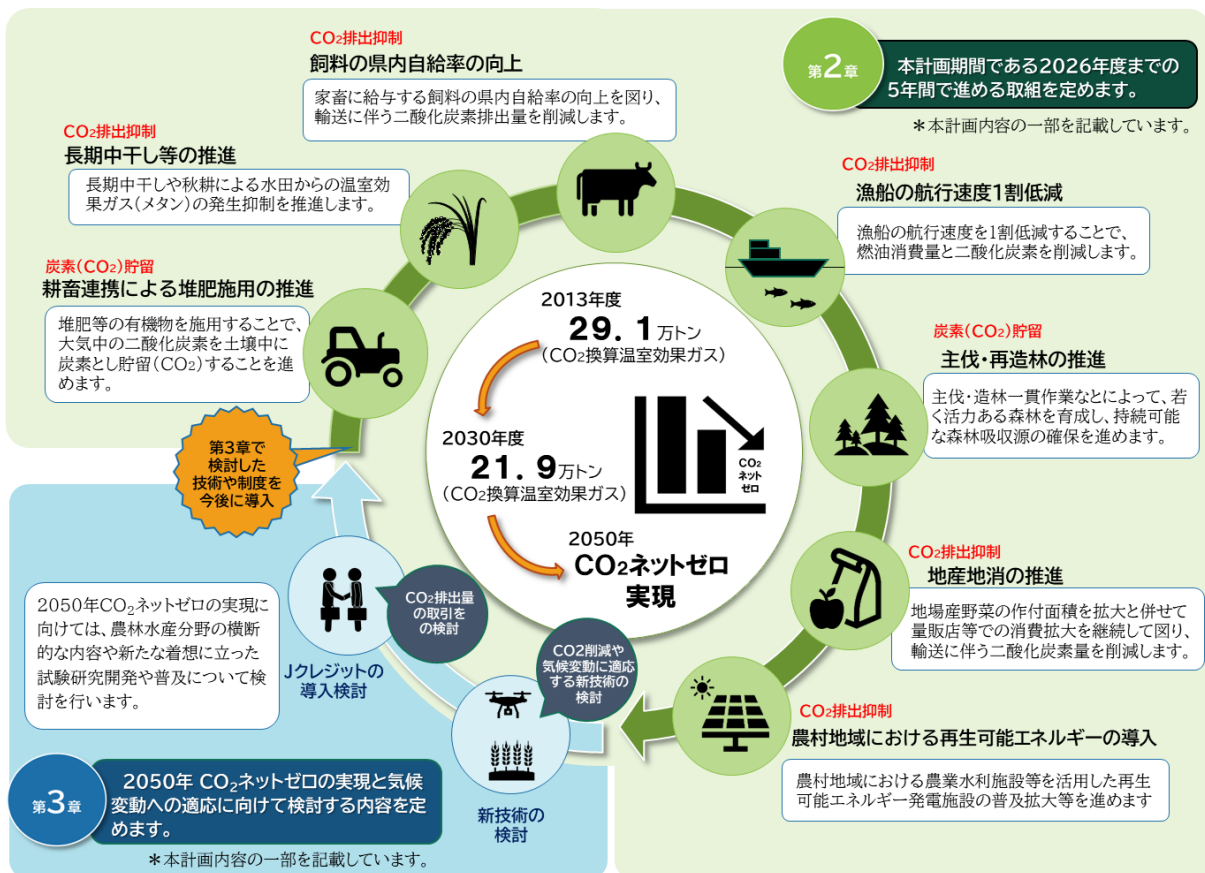 第2章
本計画期間である2026年度までの
5年間で進める取組を定めます。
＊本計画内容の一部を記載しています。
CO₂排出抑制
飼料の県内自給率の向上
家畜に給与する飼料の県内自給率の向上を図り、
輸送に伴う二酸化炭素排出量を削減します。
CO₂排出抑制
長期中干し等の推進
長期中干しや秋耕による水田からの温室効
果ガス(メタン)の発生抑制を推進します。
炭素(CO₂)貯留
耕畜連携による堆肥施用の推進
堆肥等の有機物を施用することで、
大気中の二酸化炭素を土壌中に
炭素とし貯留(CO₂)することを進
めます。
CO₂排出抑制
漁船の航行速度1割低減
漁船の航行速度を1割低減することで、
燃油消費量と二酸化炭素を削減します。
炭素(CO₂)貯留
主伐・再造林の推進
主伐・造林一貫作業などによって、若
く活力ある森林を育成し、持続可能
な森林吸収源の確保を進めます。
CO₂排出抑制
地産地消の推進
地場産野菜の作付面積を拡大と併せて
量販店等での消費拡大を継続して図り、
輸送に伴う二酸化炭素量を削減します。
CO₂排出抑制
農村地域における再生可能エネルギーの導入
農村地域における農業水利施設等を活用した再生
可能エネルギー発電施設の普及拡大等を進めます
2013年度
29.1万トン
(CO₂換算温室効果ガス)
2030年度
21.9万トン
(CO₂換算温室効果ガス)
2050年
CO₂ネットゼロ
実現
CO₂
ネット
ゼロ
第3章で
検討した
技術や制度を
今後に導入
2050年CO₂ネットゼロの実現に
向けては、農林水産分野の横断
的な内容や新たな着想に立った
試験研究開発や普及について検
討を行います。
Jクレジットの
導入検討
CO₂排出量
の取引を
の検討
CO2削減や
気候変動に適応
する新技術の
検討
新技術の
検討
第3章
2050年 CO₂ネットゼロの実現と気候
変動への適応に向けて検討する内容を定
めます。
＊本計画内容の一部を記載しています。